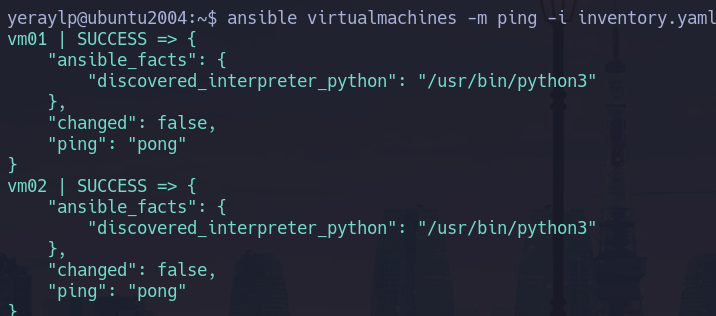 yeraylp@ubuntu2004:~$ ansible virtualmachines -m ping -i inventory.yaml
vm01 | SUCCESS => {
    "ansible_facts": {
        "discovered_interpreter_python": "/usr/bin/python3"
    },
    "changed": false,
    "ping": "pong"
}
vm02 | SUCCESS => {
    "ansible_facts": {
        "discovered_interpreter_python": "/usr/bin/python3"
    },
    "changed": false,
    "ping": "pong"
}